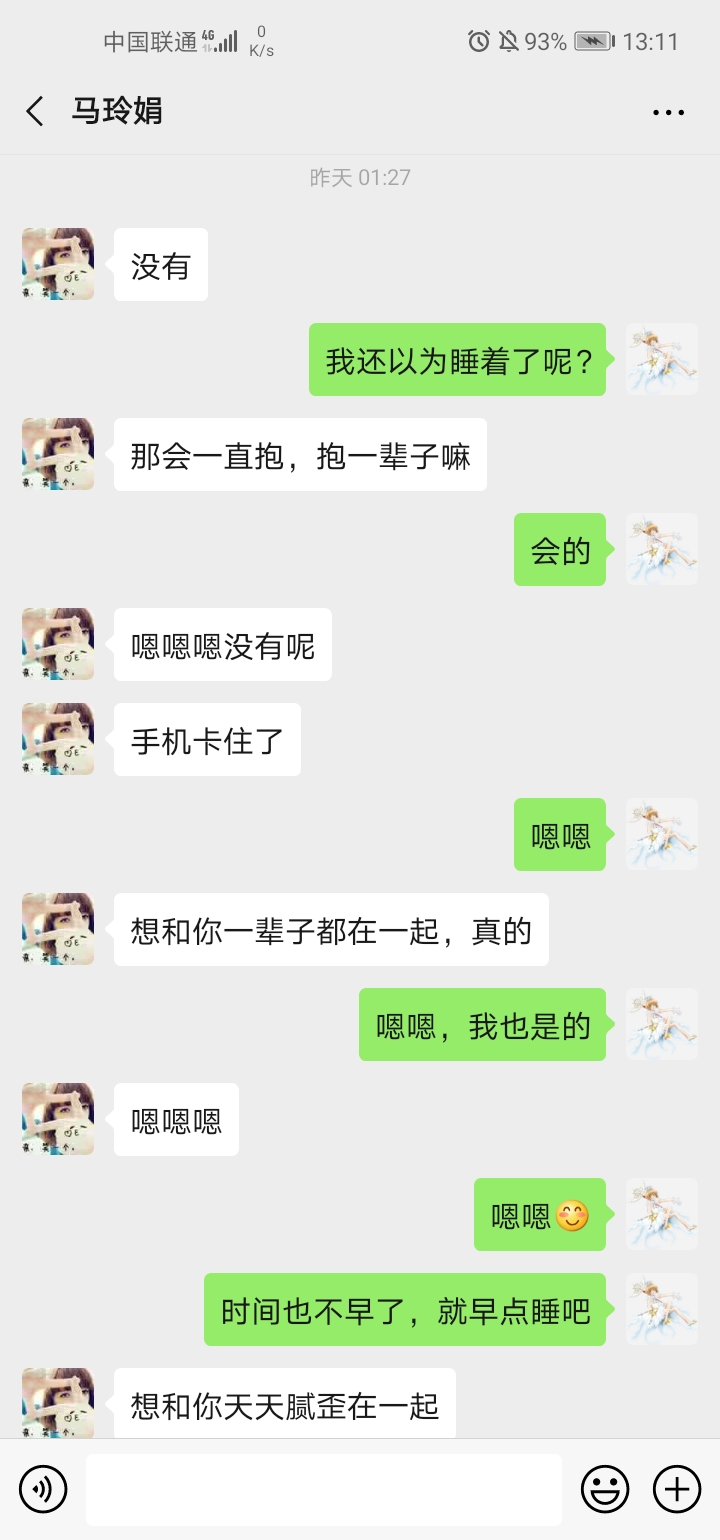 中国联通 4G 0 K/s 93% 13:11
马玲娟
昨天 01:27
没有
我还以为睡着了呢?
那会一直抱，抱一辈子嘛
会的
嗯嗯嗯没有呢
手机卡住了
嗯嗯
想和你一辈子都在一起，真的
嗯嗯，我也是的
嗯嗯嗯
嗯嗯😊
时间也不早了，就早点睡吧
想和你天天腻歪在一起